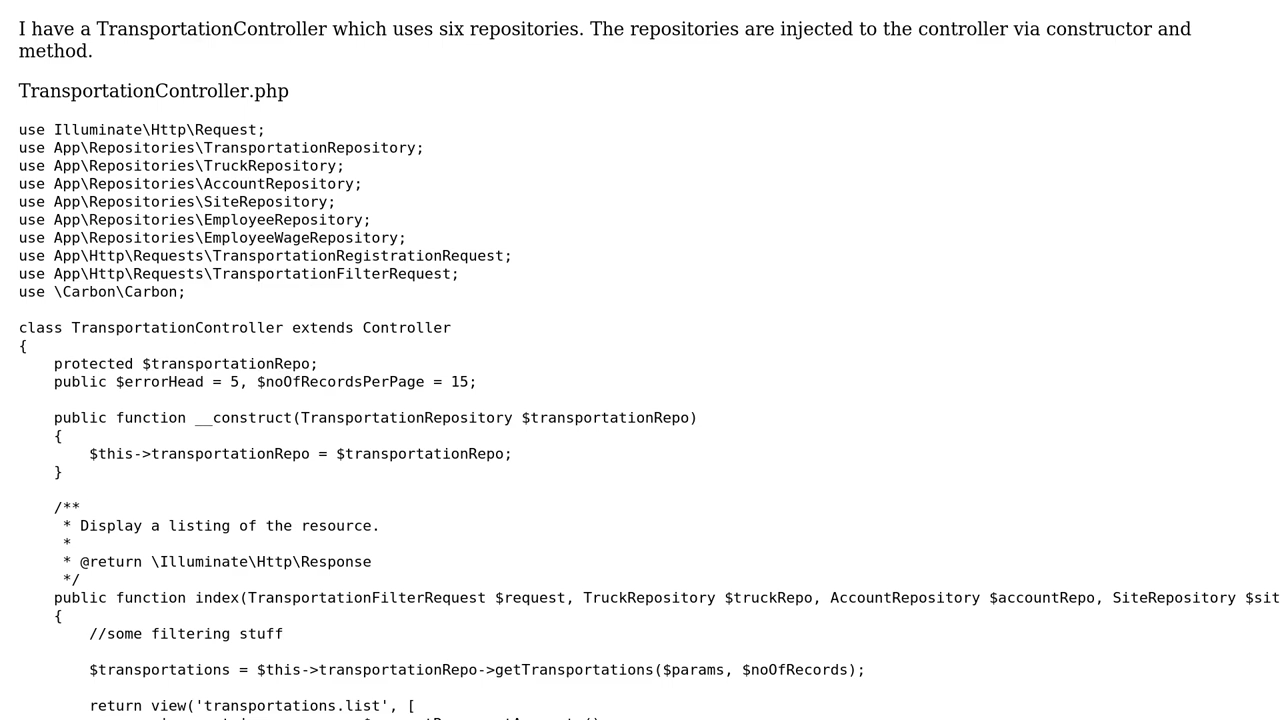 I have a TransportationController which uses six repositories. The repositories are injected to the controller via constructor and
method.
TransportationController.php
use Illuminate\Http\Request;
use App\Repositories\TransportationRepository;
use App\Repositories\TruckRepository;
use App\Repositories\AccountRepository;
use App\Repositories\SiteRepository;
use App\Repositories\EmployeeRepository;
use App\Repositories\EmployeeWageRepository;
use App\Http\Requests\TransportationRegistrationRequest;
use App\Http\Requests\TransportationFilterRequest;
use \Carbon\Carbon;
class TransportationController extends Controller
{
    protected $transportationRepo;
    public $errorHead = 5, $noOfRecordsPerPage = 15;
    public function __construct(TransportationRepository $transportationRepo)
    {
        $this->transportationRepo = $transportationRepo;
    }
    /**
     * Display a listing of the resource.
     *
     * @return \Illuminate\Http\Response
     */
    public function index(TransportationFilterRequest $request, TruckRepository $truckRepo, AccountRepository $accountRepo, SiteRepository $sit
    {
        //some filtering stuff
        $transportations = $this->transportationRepo->getTransportations($params, $noOfRecords);
        return view('transportations.list', [